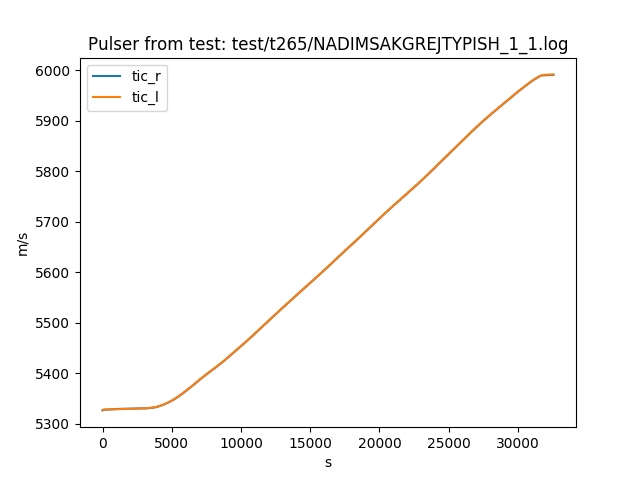 Pulser from test: test/t265/NADIMSAKGREJTYPISH_1_1.log
tic_r
tic_l
6000
5900
5800
5700
5600
5500
5400
5300
m/s
0 5000 10000 15000 20000 25000 30000
s